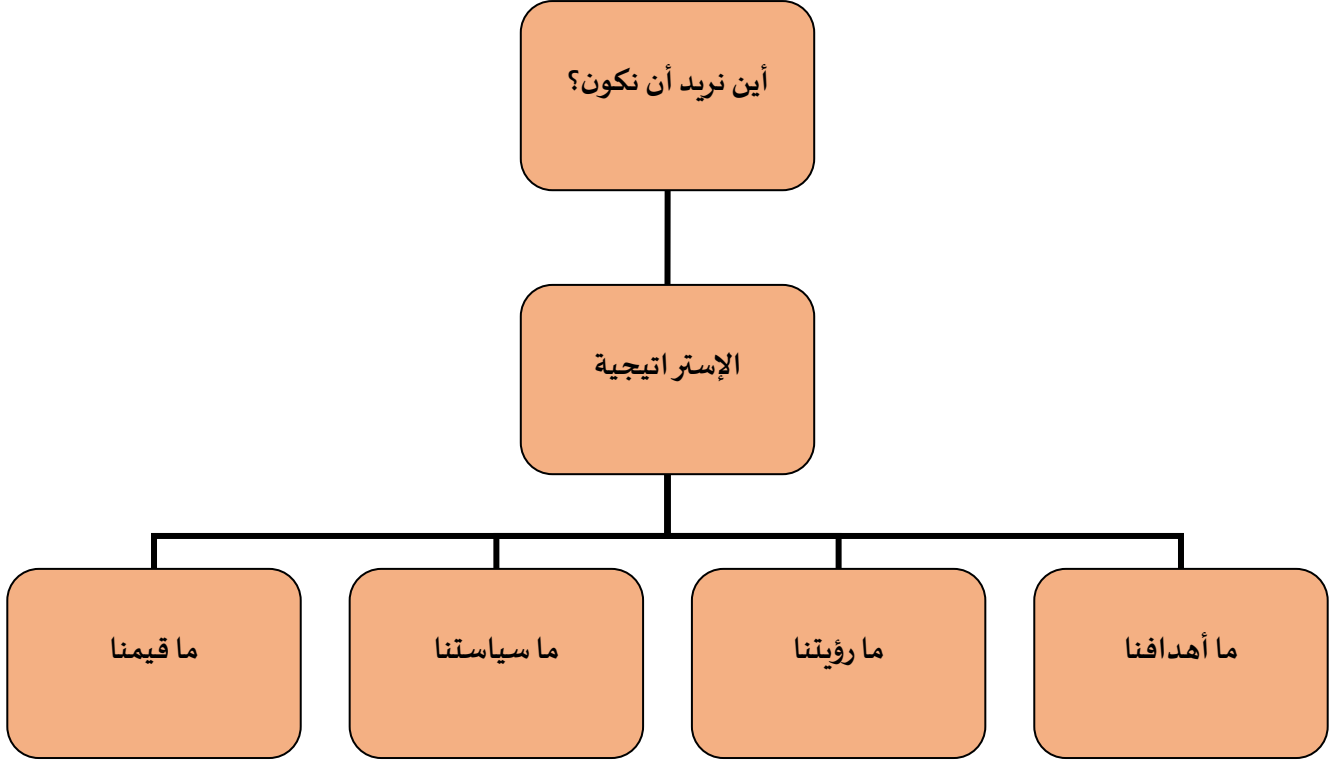 أين نريد أن نكون؟
الإستراتيجية
ما أهدافنا
ما رؤيتنا
ما سياستنا
ما قيمنا